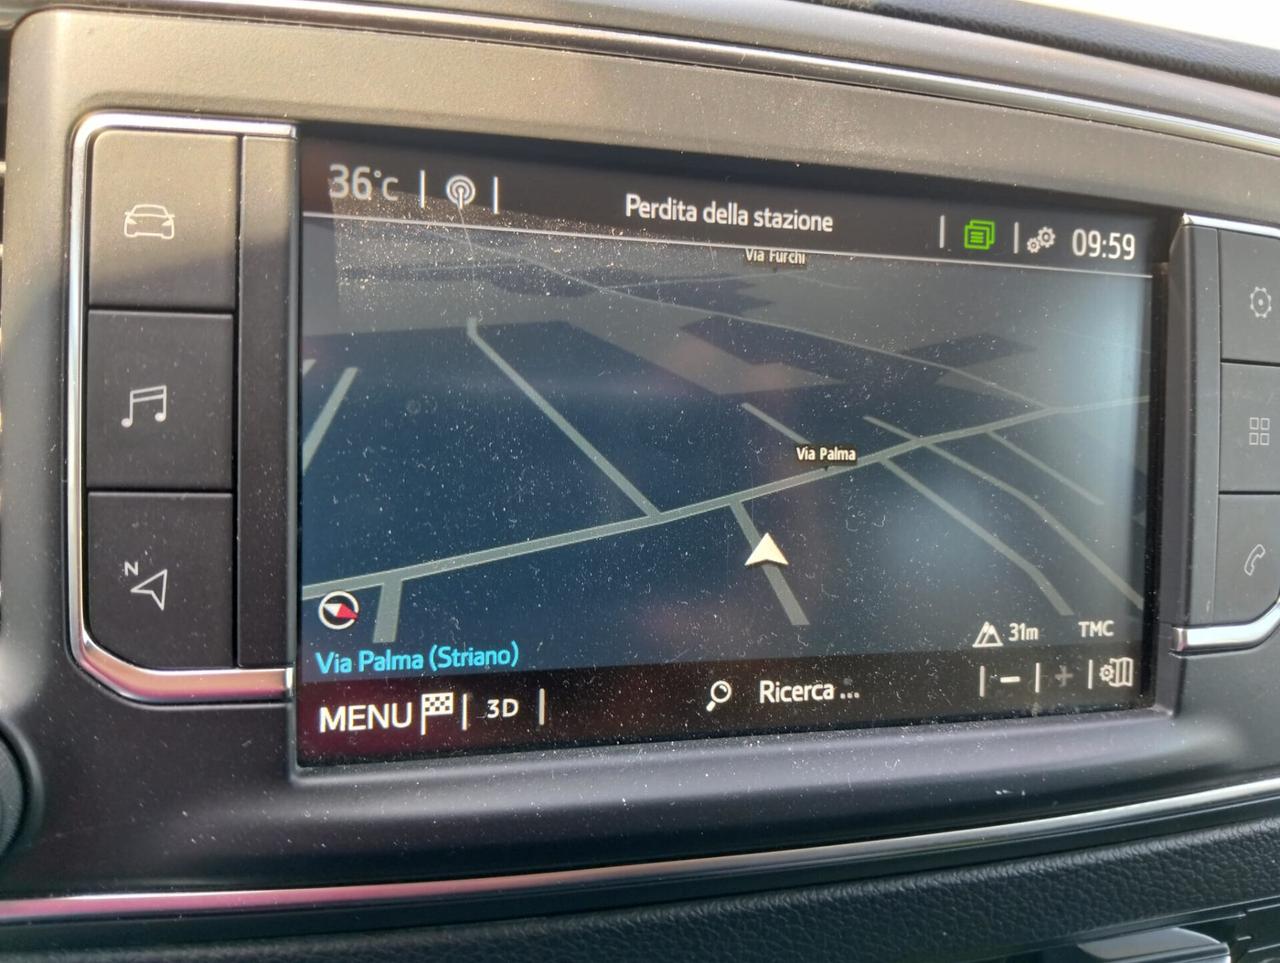 36°C
Perdita della stazione
09:59
Via Furchi
Via Palma
N
31m
TMC
Via Palma (Striano)
MENU
3D
Ricerca ...